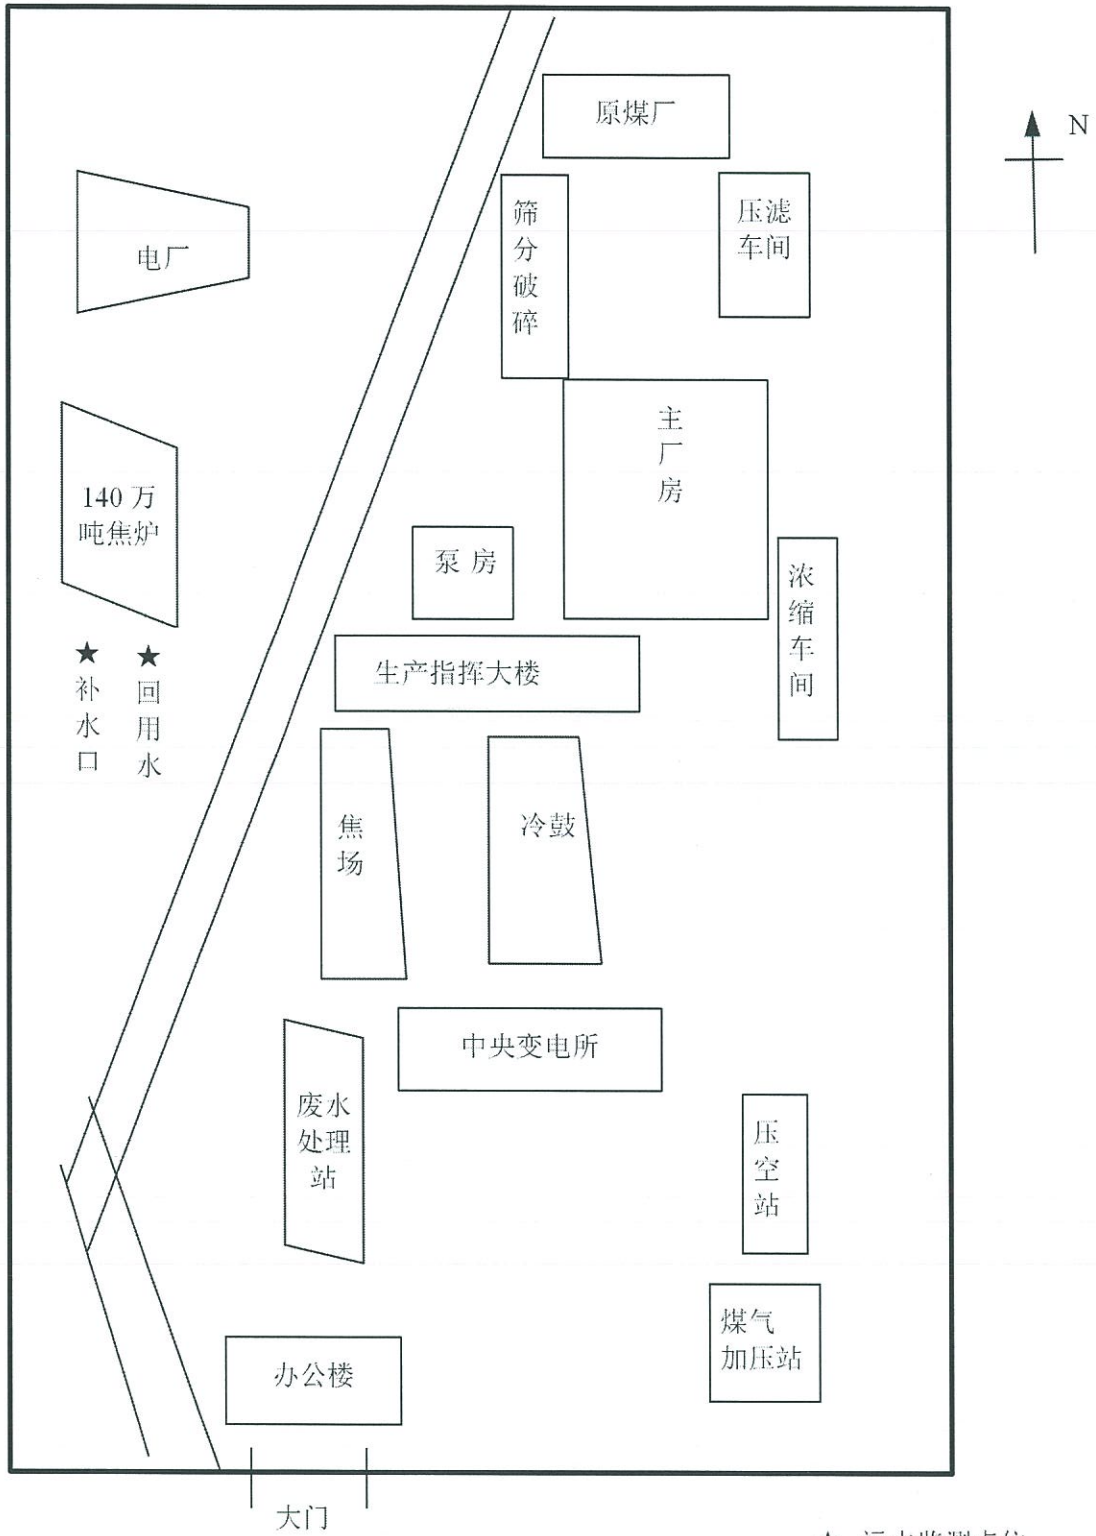 原煤厂
N
压滤
车间
筛
分
破
碎
电厂
主
厂
房
140 万
吨焦炉
泵 房
浓
缩
车
间
★
补
水
口
★
回
用
水
生产指挥大楼
焦
场
冷鼓
中央变电所
废水
处理
站
压
空
站
煤气
加压站
办公楼
大门